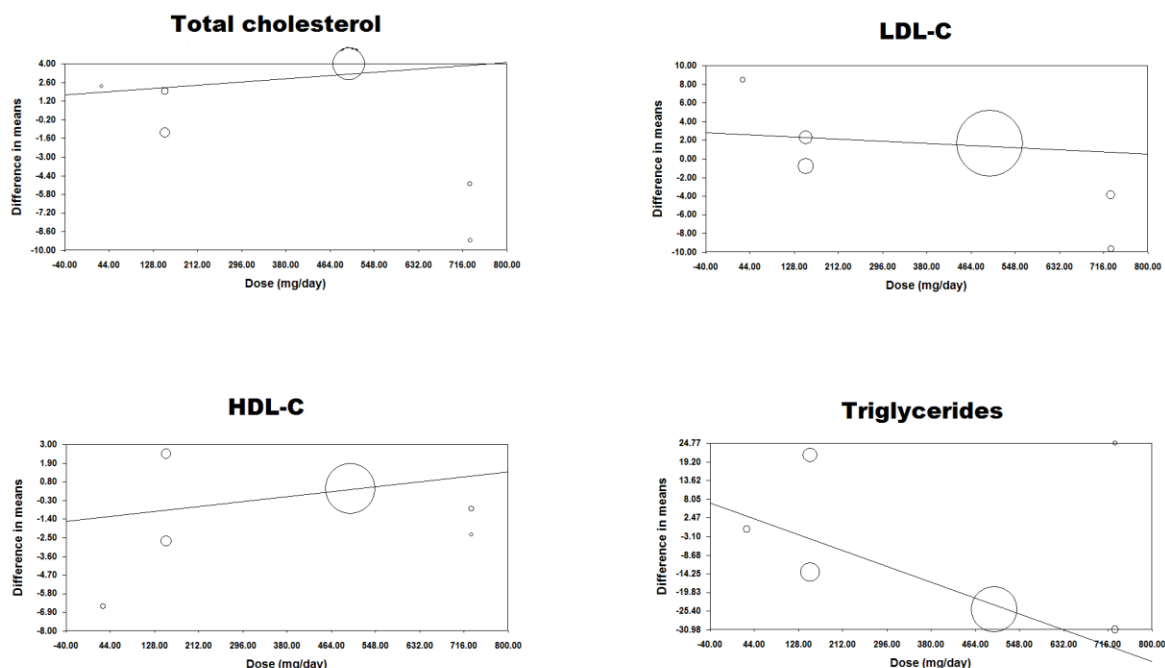 Total cholesterol
Difference in means
4.00
2.60
1.20
-0.20
-1.60
-3.00
-4.40
-5.80
-7.20
-8.60
-10.00
-40.00 44.00 128.00 212.00 296.00 380.00 464.00 548.00 632.00 716.00 800.00
Dose (mg/day)
LDL-C
Difference in means
10.00
8.00
6.00
4.00
2.00
0.00
-2.00
-4.00
-6.00
-8.00
-10.00
-40.00 44.00 128.00 212.00 296.00 380.00 464.00 548.00 632.00 716.00 800.00
Dose (mg/day)
HDL-C
Difference in means
3.00
1.90
0.80
-0.30
-1.40
-2.50
-3.60
-4.70
-5.80
-6.90
-8.00
-40.00 44.00 128.00 212.00 296.00 380.00 464.00 548.00 632.00 716.00 800.00
Dose (mg/day)
Triglycerides
Difference in means
24.77
19.20
13.62
8.05
2.47
-3.10
-8.68
-14.25
-19.83
-25.40
-30.98
-40.00 44.00 128.00 212.00 296.00 380.00 464.00 548.00 632.00 716.00 800.00
Dose (mg/day)